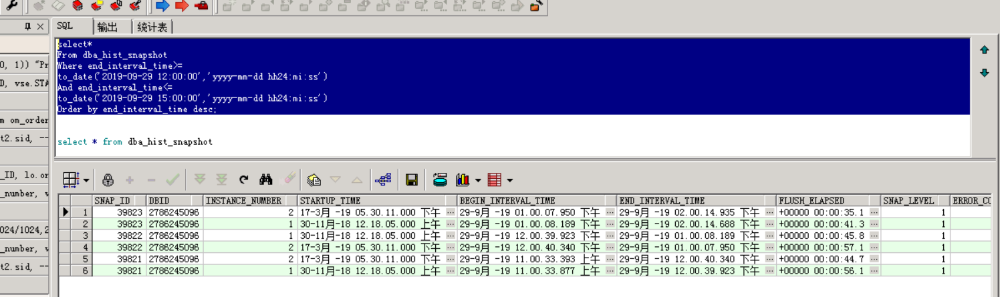 SQL 输出 统计表
select*
From dba_hist_snapshot
Where end_interval_time>=
to_date('2019-09-29 12:00:00','yyyy-mm-dd hh24:mi:ss')
And end_interval_time<=
to_date('2019-09-29 15:00:00','yyyy-mm-dd hh24:mi:ss')
Order by end_interval_time desc;
select * from dba_hist_snapshot
0, 1)) "Pr
D, vse.STA
m om_order
t2.sid, --
_ID, lo.or
_number, v
024/1024,2
_number, v
t2.sid, --
SNAP_ID DBID INSTANCE_NUMBER STARTUP_TIME BEGIN_INTERVAL_TIME END_INTERVAL_TIME FLUSH_ELAPSED SNAP_LEVEL ERROR_CO
1 39823 2786245096 2 17-3月 -19 05.30.11.000 下午 ... 29-9月 -19 01.00.07.950 下午 ... 29-9月 -19 02.00.14.935 下午 ... +00000 00:00:35.1 ... 1
2 39823 2786245096 1 30-11月-18 12.18.05.000 上午 ... 29-9月 -19 01.00.08.189 下午 ... 29-9月 -19 02.00.14.688 下午 ... +00000 00:00:41.3 ... 1
3 39822 2786245096 1 30-11月-18 12.18.05.000 上午 ... 29-9月 -19 12.00.39.923 下午 ... 29-9月 -19 01.00.08.189 下午 ... +00000 00:00:45.8 ... 1
4 39822 2786245096 2 17-3月 -19 05.30.11.000 下午 ... 29-9月 -19 12.00.40.340 下午 ... 29-9月 -19 01.00.07.950 下午 ... +00000 00:00:57.1 ... 1
5 39821 2786245096 2 17-3月 -19 05.30.11.000 下午 ... 29-9月 -19 11.00.33.393 上午 ... 29-9月 -19 12.00.40.340 下午 ... +00000 00:00:44.7 ... 1
6 39821 2786245096 1 30-11月-18 12.18.05.000 上午 ... 29-9月 -19 11.00.33.877 上午 ... 29-9月 -19 12.00.39.923 下午 ... +00000 00:00:56.1 ... 1